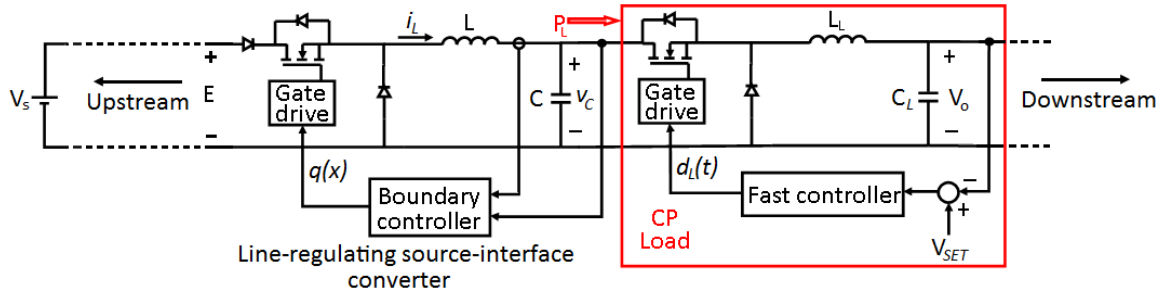 i_L
L
P_L
L_L
+
+
+
V_s
Upstream
E
Gate
drive
C
v_C
Gate
drive
C_L
V_o
Downstream
−
−
−
q(x)
d_L(t)
Boundary
controller
Fast controller
−
+
CP
Load
V_SET
Line-regulating source-interface
converter